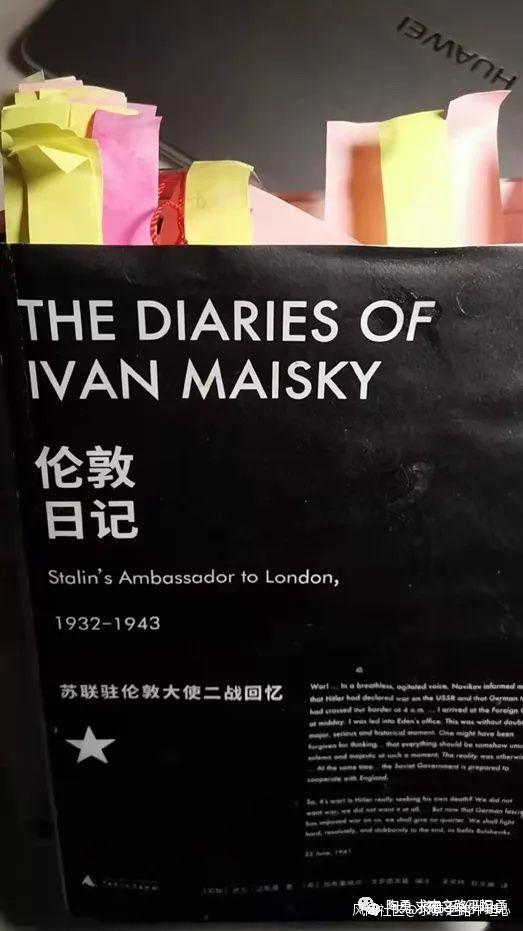 HUAWEI
THE DIARIES OF
IVAN MAISKY
伦敦
日记
Stalin's Ambassador to London,
1932-1943
苏联驻伦敦大使二战回忆
War! ... In a breathless, agitated voice, Novikov informed m
that Hitler had declared war on the USSR and that German t
had crossed our border at 4 a.m. ... I arrived at the Foreign O
at midday. I was led into Eden's office. This was without doub
major, serious and historical moment. One might have been
forgiven for thinking... that everything should be somehow unu
solemn and majestic at such a moment. The reality was otherwi
... At the same time... the Soviet Government is prepared to
cooperate with England.
So, it's war! Is Hitler really seeking his own death? We did not
want war, we did not want it at all. ... But now that German fasci
has imposed war on us, we shall give no quarter. We shall fight
hard, resolutely, and stubbornly to the end, as befits Bolsheviks.
22 June, 1941
风闻社区@